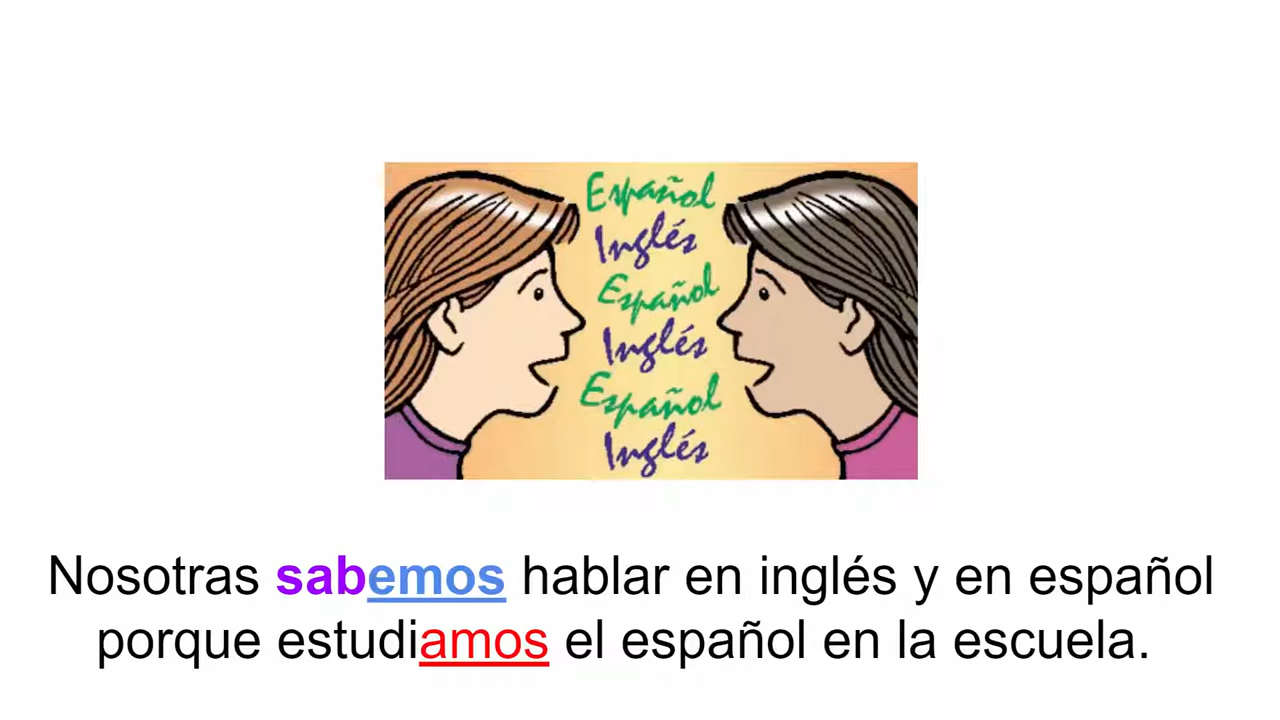 Español
Inglés
Español
Inglés
Español
Inglés
Nosotras sabemos hablar en inglés y en español
porque estudiamos el español en la escuela.